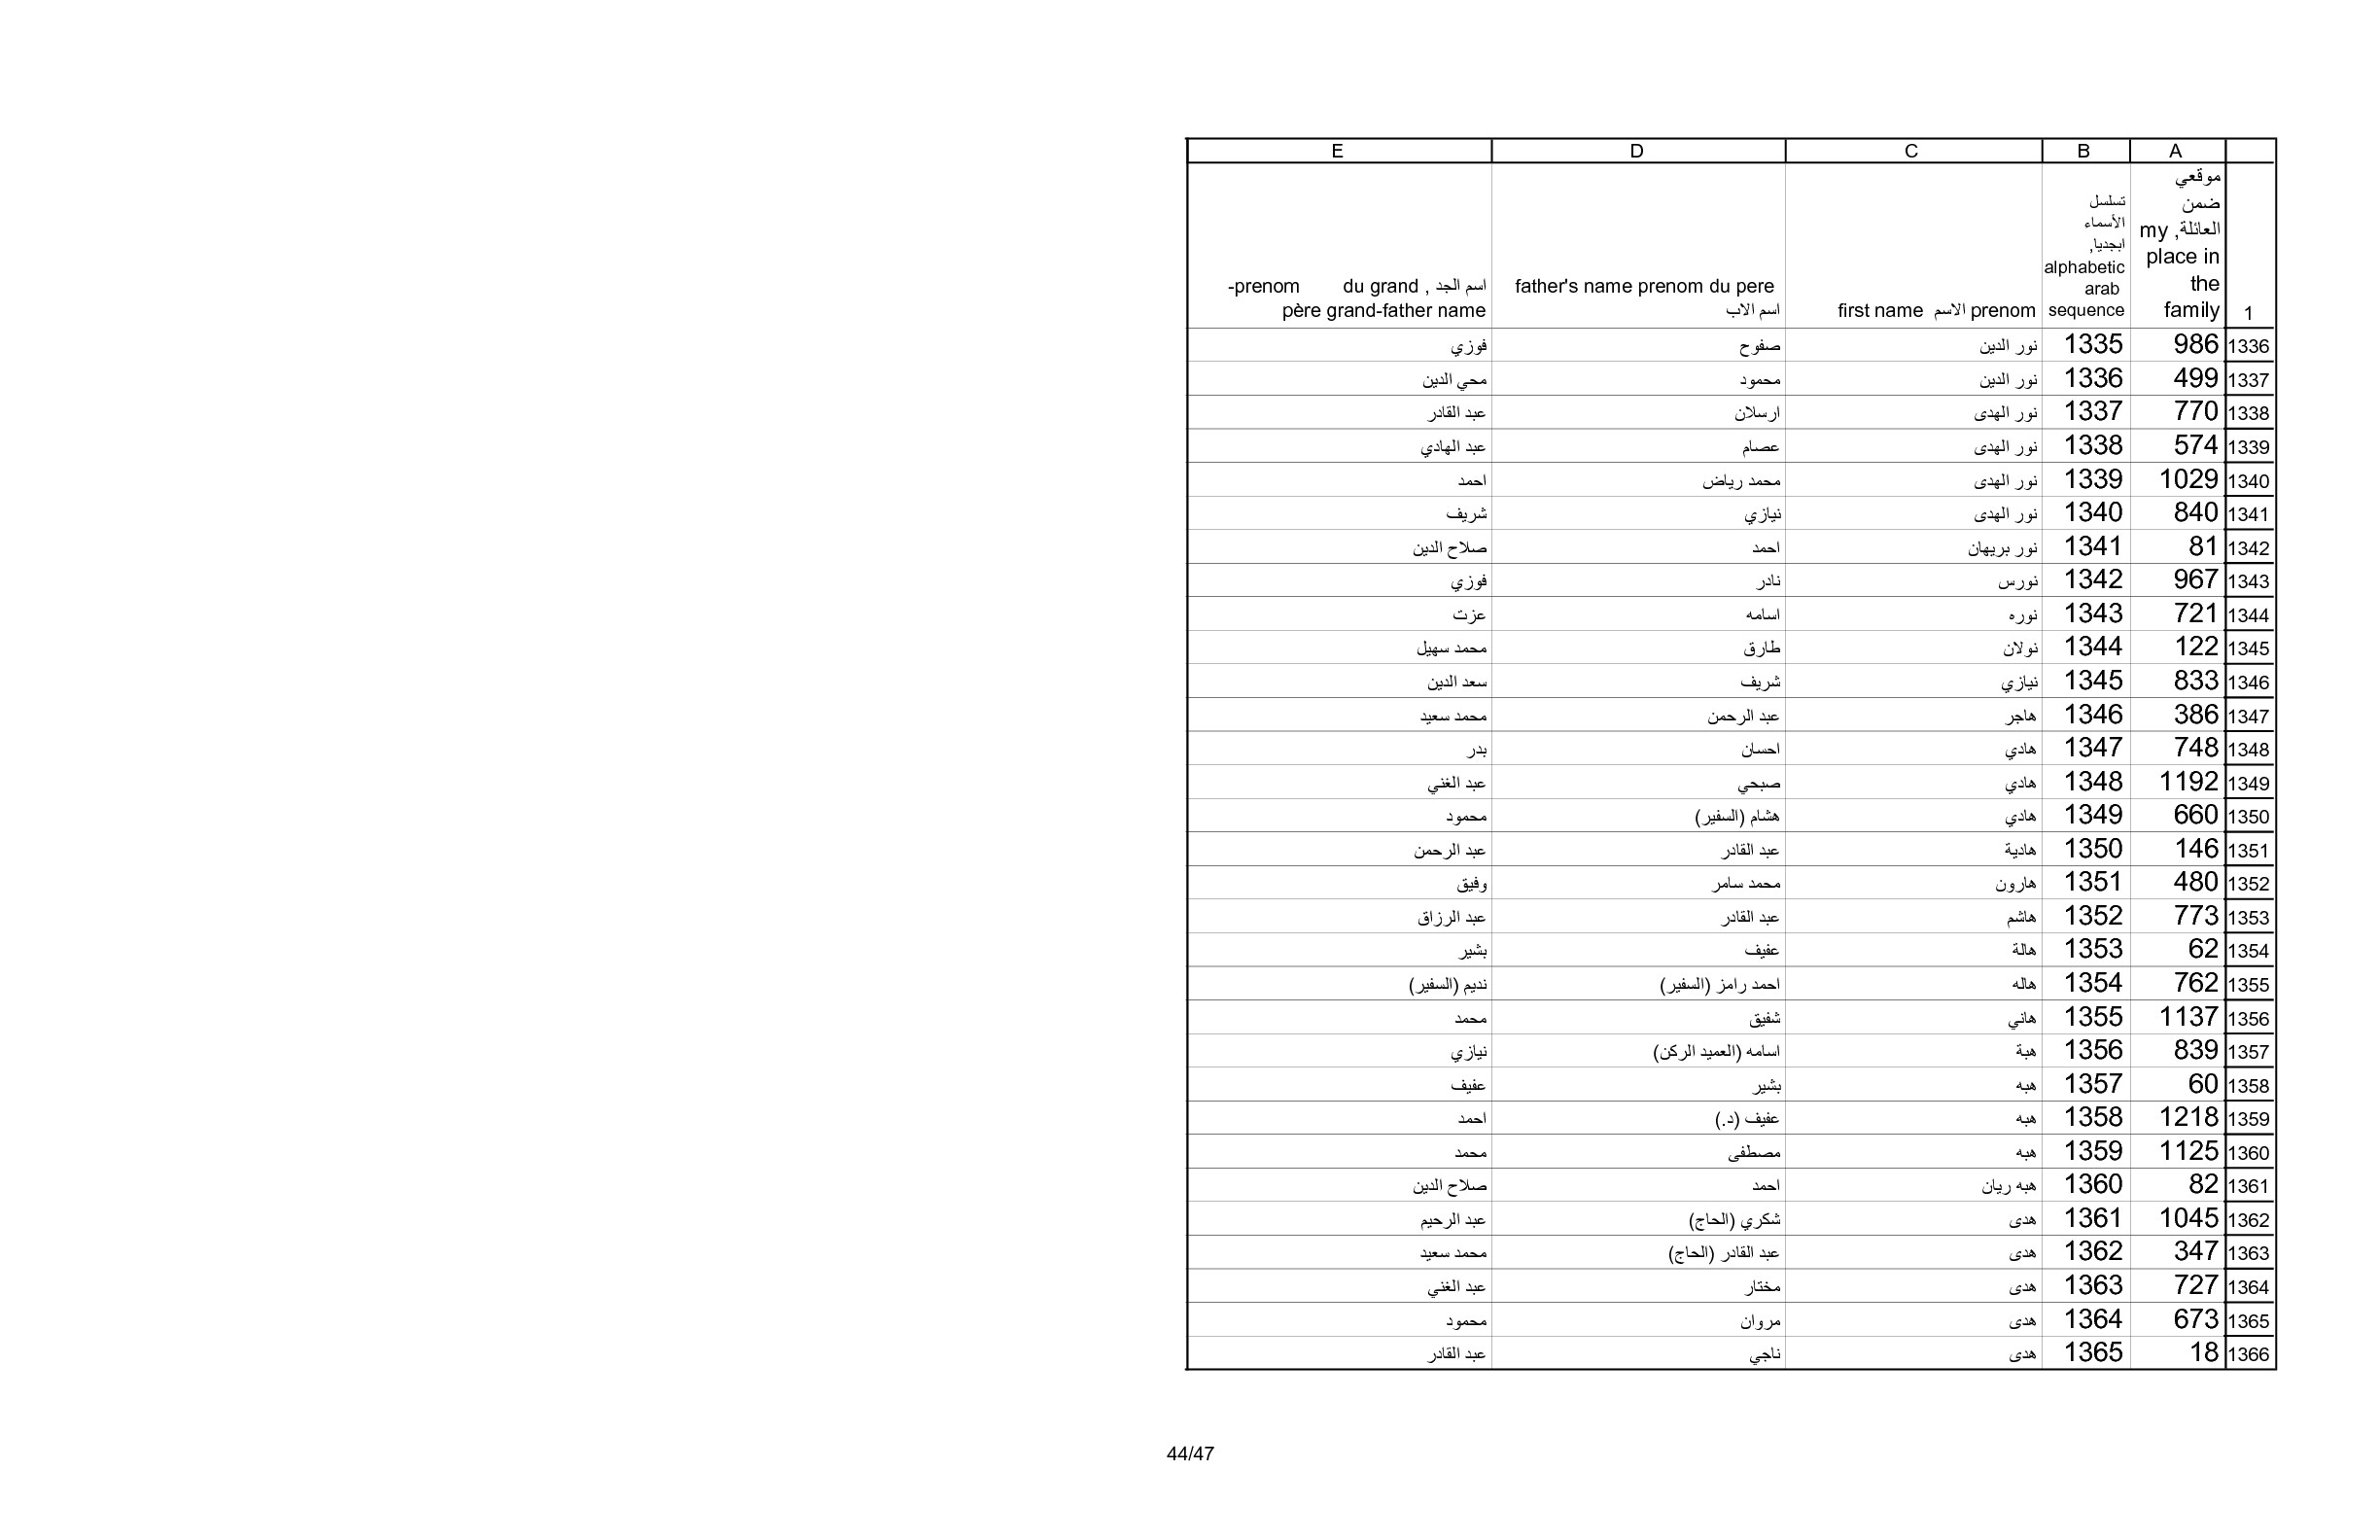 A B C D E
موقعي ضمن العائلة, my place in the family
تسلسل الأسماء ابجديا, alphabetic arab sequence
first name الاسم prenom
father's name prenom du pere اسم الاب
اسم الجد , du grand -prenom père grand-father name
1
1336 986 1335 نور الدين صفوح فوزي
1337 499 1336 نور الدين محمود محي الدين
1338 770 1337 نور الهدى ارسلان عبد القادر
1339 574 1338 نور الهدى عصام عبد الهادي
1340 1029 1339 نور الهدى محمد رياض احمد
1341 840 1340 نور الهدى نيازي شريف
1342 81 1341 نور بريهان احمد صلاح الدين
1343 967 1342 نورس نادر فوزي
1344 721 1343 نوره اسامه عزت
1345 122 1344 نولان طارق محمد سهيل
1346 833 1345 نيازي شريف سعد الدين
1347 386 1346 هاجر عبد الرحمن محمد سعيد
1348 748 1347 هادي احسان بدر
1349 1192 1348 هادي صبحي عبد الغني
1350 660 1349 هادي هشام (السفير) محمود
1351 146 1350 هادية عبد القادر عبد الرحمن
1352 480 1351 هارون محمد سامر وفيق
1353 773 1352 هاشم عبد القادر عبد الرزاق
1354 62 1353 هالة عفيف بشير
1355 762 1354 هاله احمد رامز (السفير) نديم (السفير)
1356 1137 1355 هاني شفيق محمد
1357 839 1356 هبة اسامه (العميد الركن) نيازي
1358 60 1357 هبه بشير عفيف
1359 1218 1358 هبه عفيف (د.) احمد
1360 1125 1359 هبه مصطفى محمد
1361 82 1360 هبه ريان احمد صلاح الدين
1362 1045 1361 هدى شكري (الحاج) عبد الرحيم
1363 347 1362 هدى عبد القادر (الحاج) محمد سعيد
1364 727 1363 هدى مختار عبد الغني
1365 673 1364 هدى مروان محمود
1366 18 1365 هدى ناجي عبد القادر
44/47